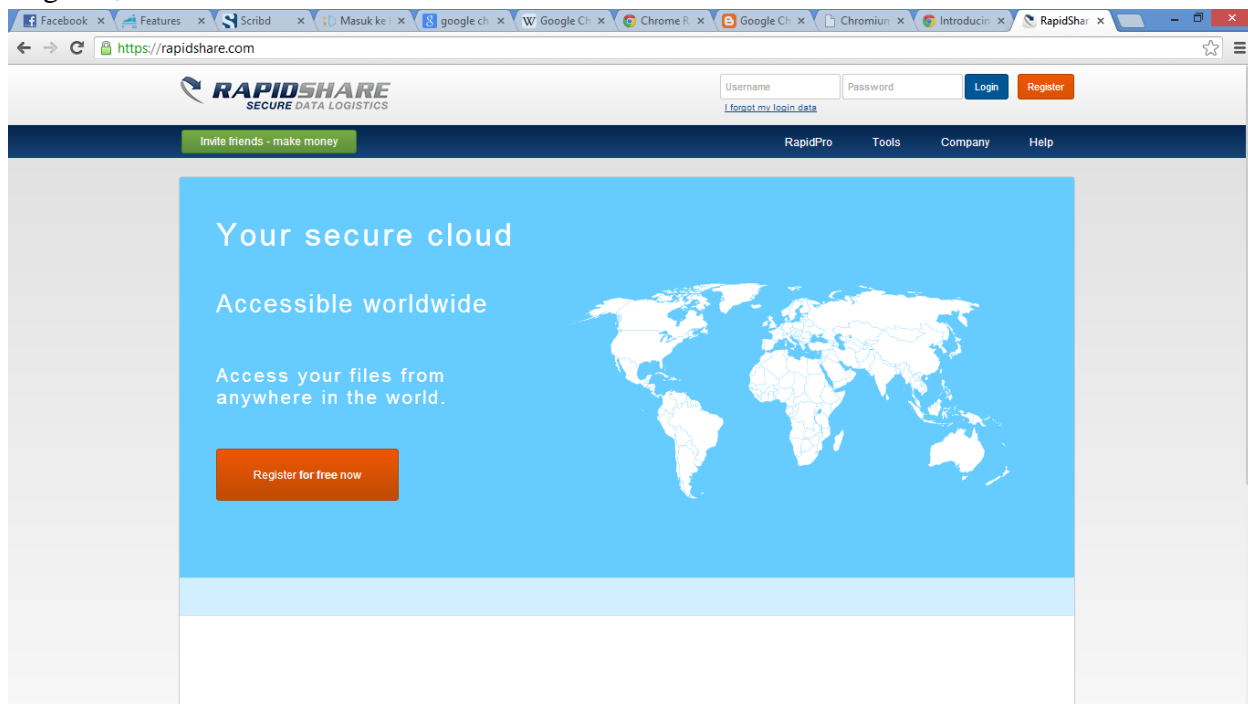 Facebook
Features
Scribd
Masuk ke
google ch
Google Ch
Chrome R
Google Ch
Chromiun
Introducin
RapidShar
https://rapidshare.com
RAPIDSHARE
SECURE DATA LOGISTICS
Username
Password
Login
Register
I forgot my login data
Invite friends - make money
RapidPro
Tools
Company
Help
Your secure cloud
Accessible worldwide
Access your files from
anywhere in the world.
Register for free now